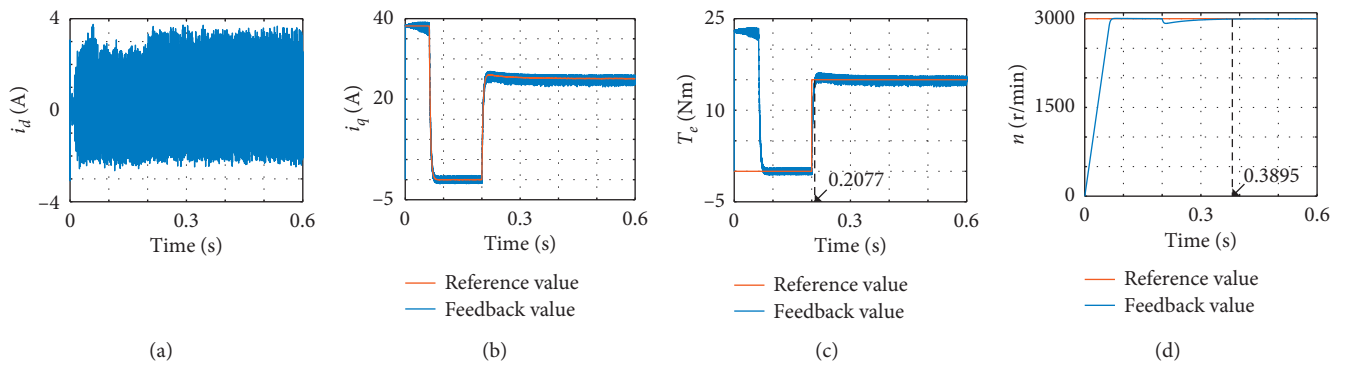 4
0
−4
0
0.3
0.6
i_d (A)
Time (s)
(a)
40
20
−5
0
0.3
0.6
i_q (A)
Time (s)
Reference value
Feedback value
(b)
25
10
−5
0
0.3
0.6
T_e (Nm)
0.2077
Time (s)
Reference value
Feedback value
(c)
3000
1500
0
0
0.3
0.6
n (r/min)
0.3895
Time (s)
Reference value
Feedback value
(d)